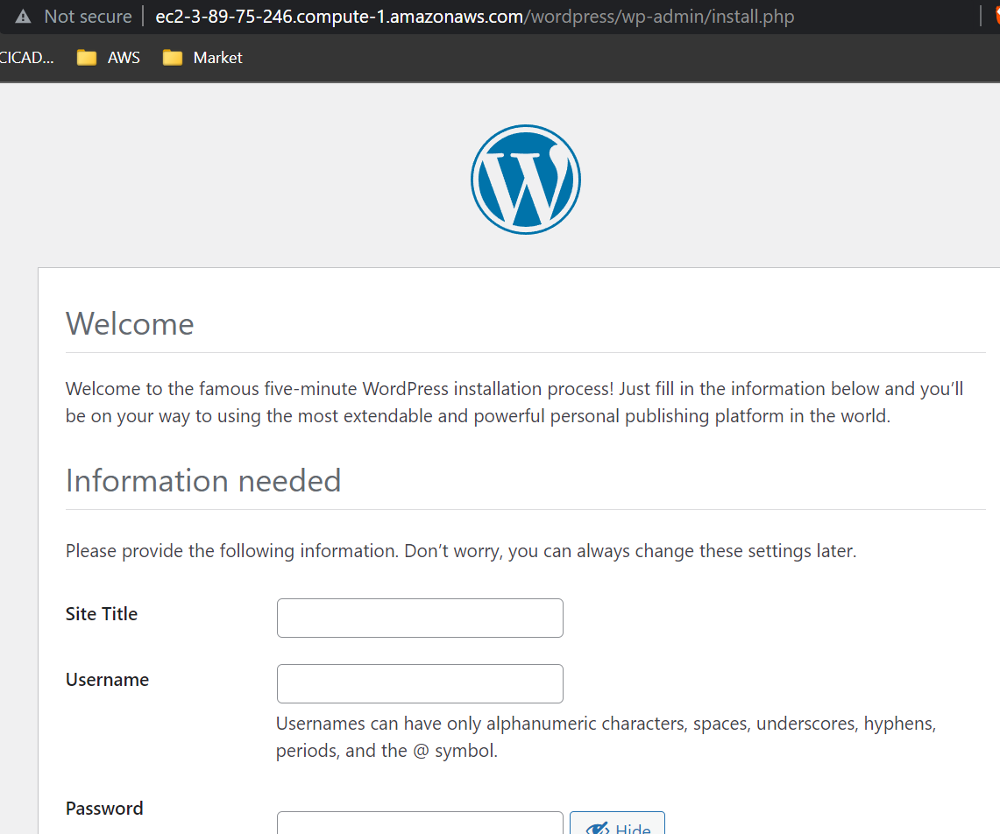 Not secure | ec2-3-89-75-246.compute-1.amazonaws.com/wordpress/wp-admin/install.php
CICAD... AWS Market
W
Welcome
Welcome to the famous five-minute WordPress installation process! Just fill in the information below and you’ll
be on your way to using the most extendable and powerful personal publishing platform in the world.
Information needed
Please provide the following information. Don’t worry, you can always change these settings later.
Site Title
Username
Usernames can have only alphanumeric characters, spaces, underscores, hyphens,
periods, and the @ symbol.
Password
Hide